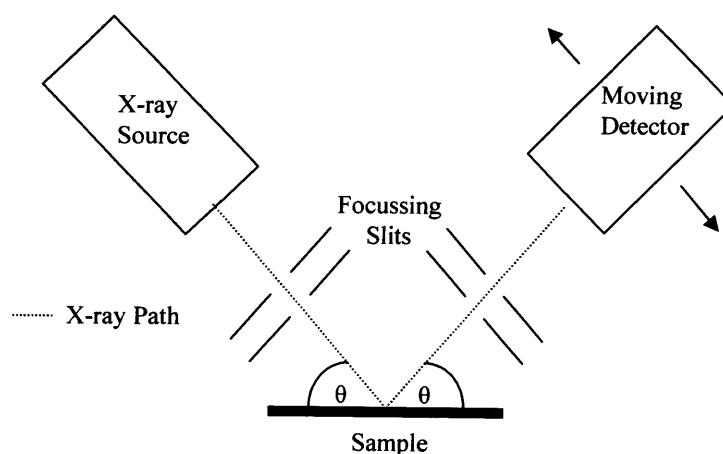 X-ray
Source
Moving
Detector
Focussing
Slits
X-ray Path
θ
θ
Sample